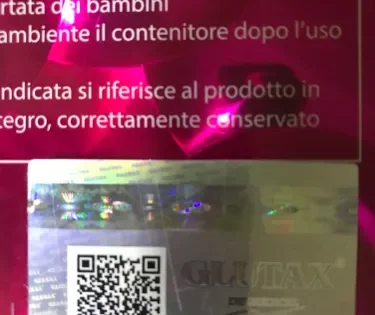 rtata dei bambini
ambiente il contenitore dopo l'uso
indicata si riferisce al prodotto in
tegro, correttamente conservato
GLUTAX